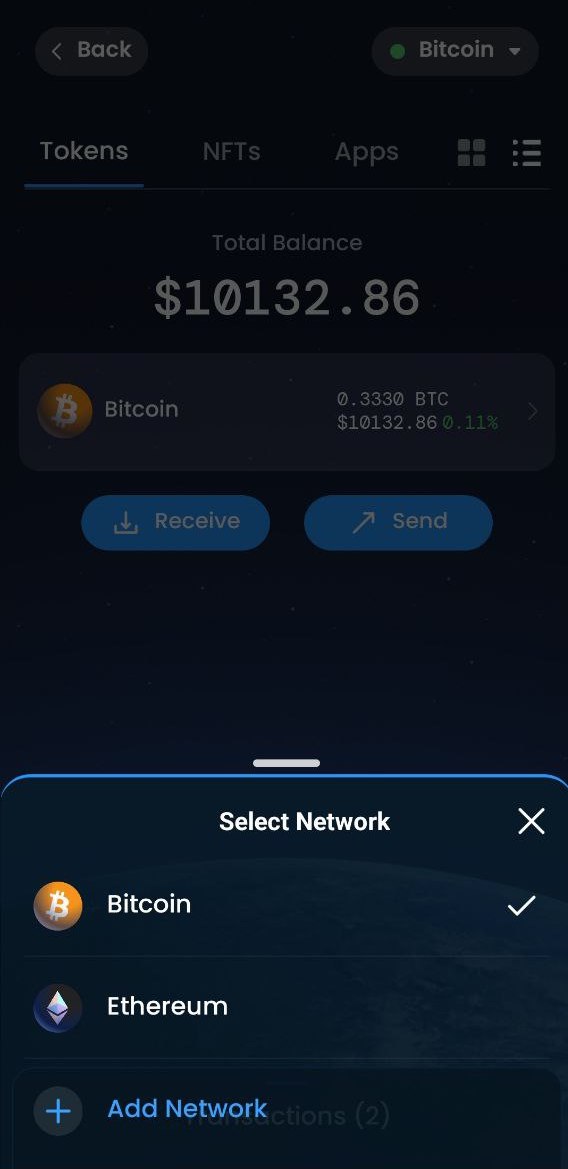 Back
Bitcoin
Tokens NFTs Apps
Total Balance
$10132.86
Bitcoin
0.3330 BTC
$10132.86 0.11%
Receive Send
Select Network
Bitcoin
Ethereum
Add Network
Transactions (2)